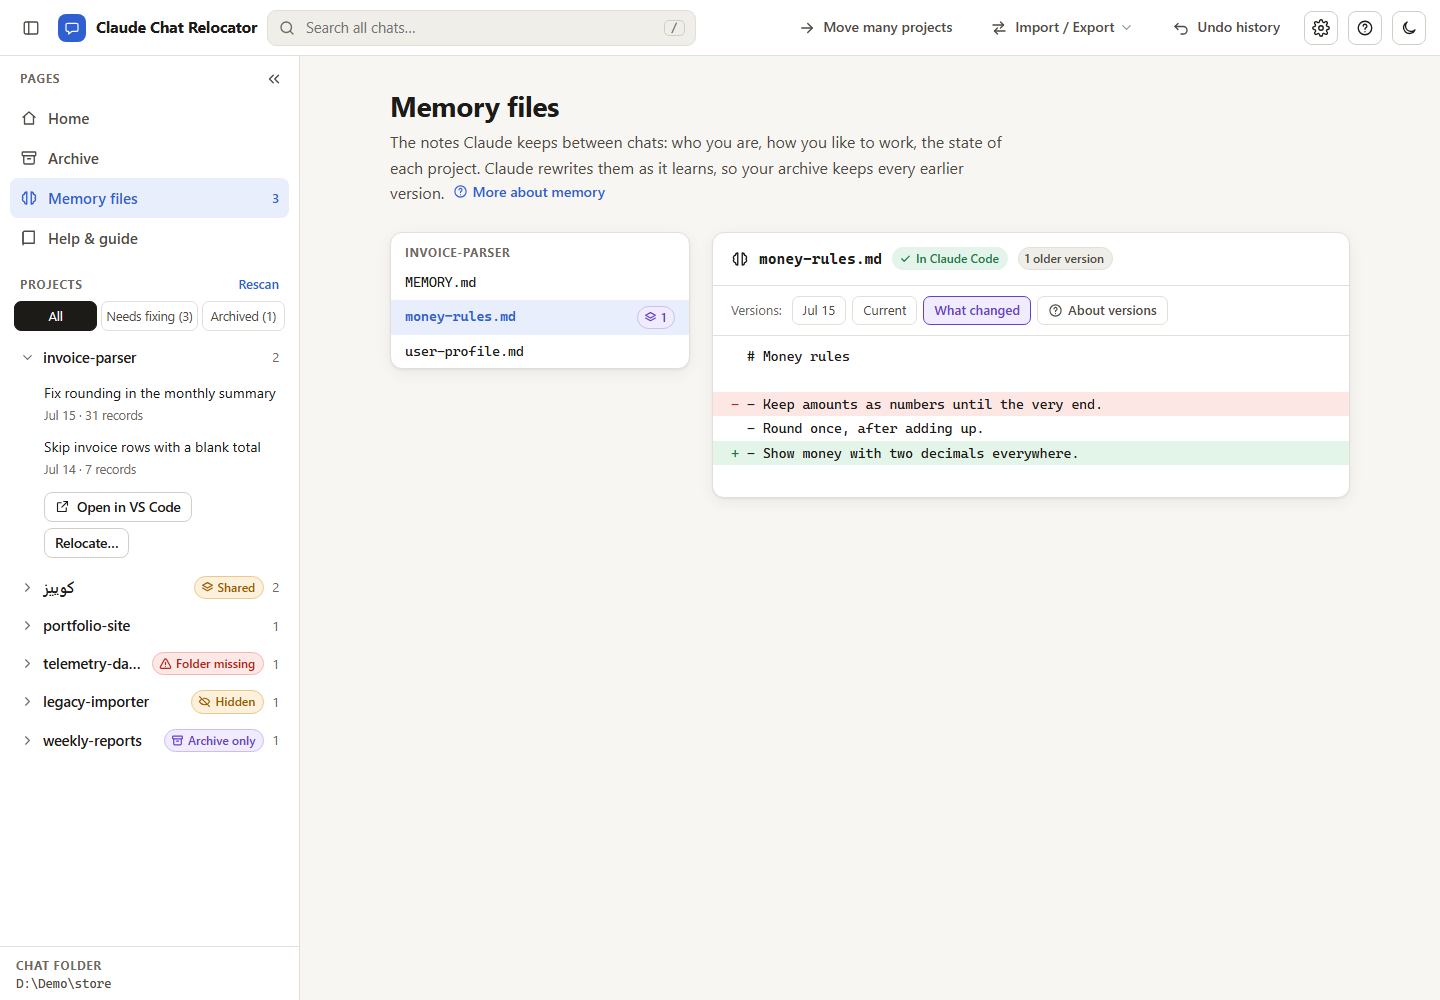 Claude Chat Relocator
Search all chats...
/
Move many projects
Import / Export
Undo history
PAGES
Home
Archive
Memory files 3
Help & guide
PROJECTS Rescan
All
Needs fixing (3)
Archived (1)
invoice-parser 2
Fix rounding in the monthly summary
Jul 15 · 31 records
Skip invoice rows with a blank total
Jul 14 · 7 records
Open in VS Code
Relocate...
كوييز Shared 2
portfolio-site 1
telemetry-da... Folder missing 1
legacy-importer Hidden 1
weekly-reports Archive only 1
CHAT FOLDER
D:\Demo\store
Memory files
The notes Claude keeps between chats: who you are, how you like to work, the state of
each project. Claude rewrites them as it learns, so your archive keeps every earlier
version. More about memory
INVOICE-PARSER
MEMORY.md
money-rules.md 1
user-profile.md
money-rules.md In Claude Code 1 older version
Versions: Jul 15 Current What changed About versions
# Money rules
- - Keep amounts as numbers until the very end.
- Round once, after adding up.
+ - Show money with two decimals everywhere.